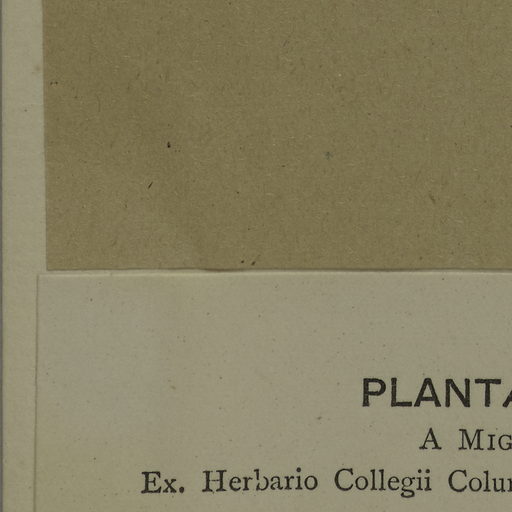 PLANTA
A MIG
Ex. Herbario Collegii Colu